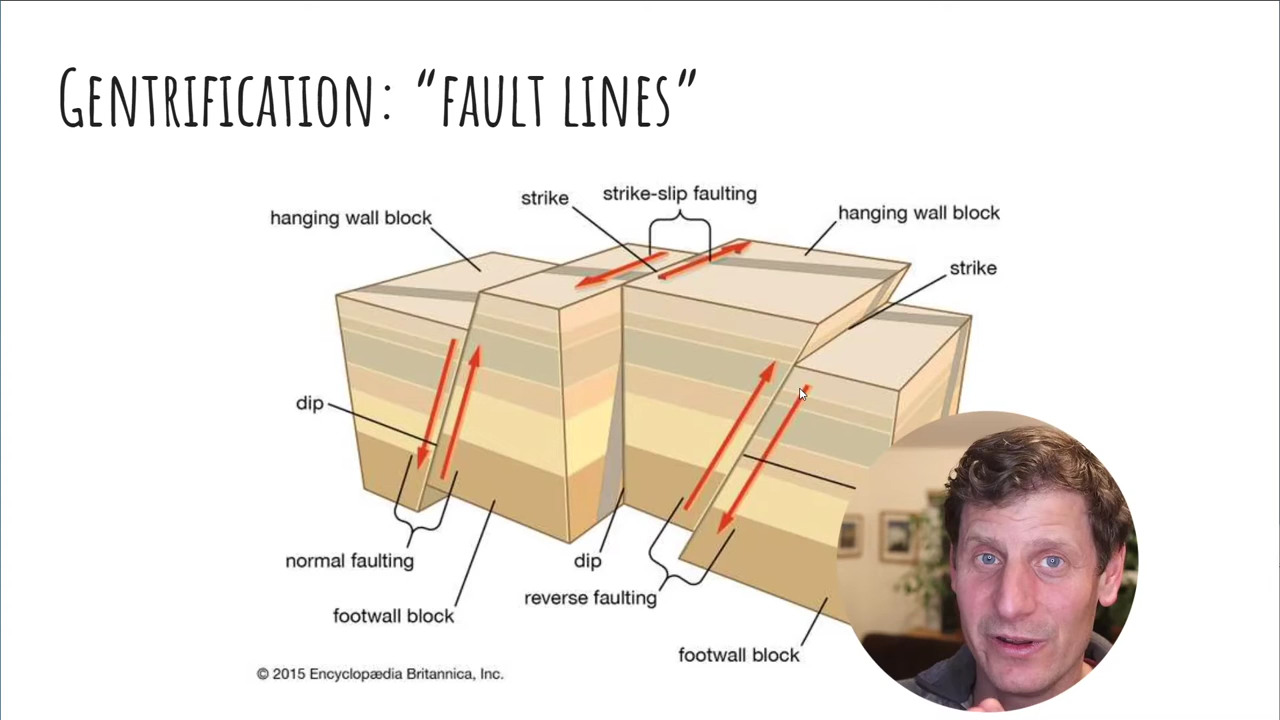 GENTRIFICATION: “FAULT LINES”
strike
strike-slip faulting
hanging wall block
hanging wall block
strike
dip
normal faulting
dip
reverse faulting
footwall block
footwall block
© 2015 Encyclopædia Britannica, Inc.